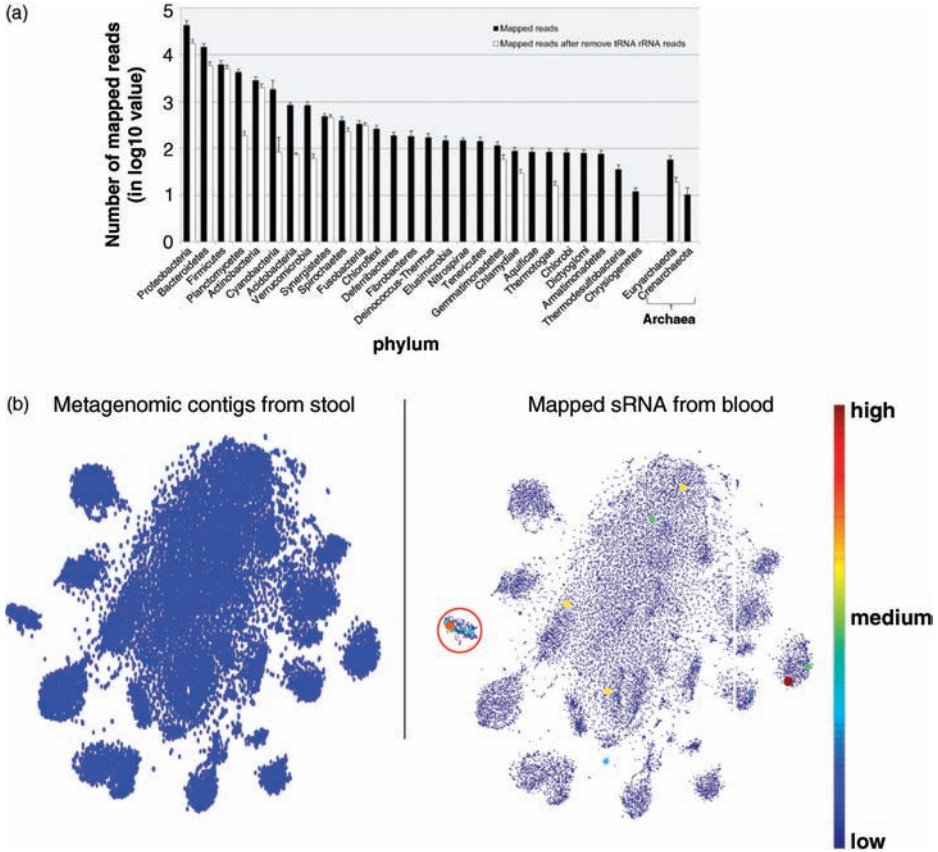 (a)
Number of mapped reads
(in log10 value)
5
4
3
2
1
0
Mapped reads
Mapped reads after remove tRNA rRNA reads
Proteobacteria
Bacteroidetes
Firmicutes
Planctomycetes
Actinobacteria
Cyanobacteria
Acidobacteria
Verrucomicrobia
Synergistetes
Spirochaetes
Fusobacteria
Chloroflexi
Deferribacteres
Fibrobacteres
Deinococcus-Thermus
Elusimicrobia
Nitrospirae
Tenericutes
Gemmatimonadetes
Chlamydiae
Aquificae
Thermotogae
Chlorobi
Dictyoglomi
Armatimonadetes
Thermodesulfobacteria
Chrysiogenetes
Euryarchaeota
Crenarchaeota
Archaea
phylum
(b)
Metagenomic contigs from stool
Mapped sRNA from blood
high
medium
low